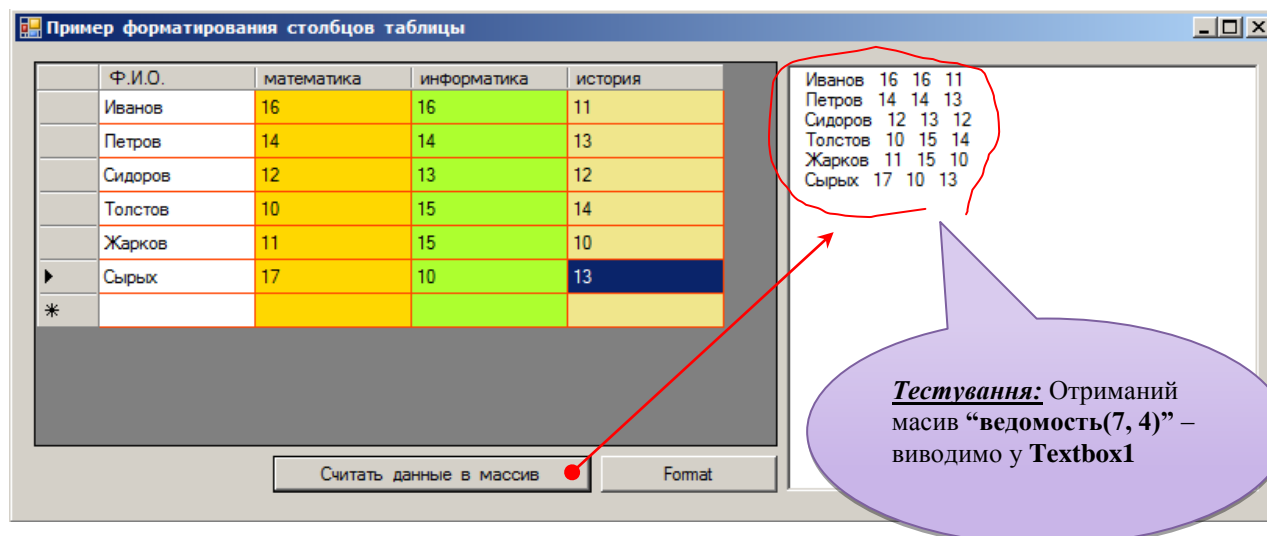 Пример форматирования столбцов таблицы
Ф.И.О. математика информатика история
Иванов 16 16 11
Петров 14 14 13
Сидоров 12 13 12
Толстов 10 15 14
Жарков 11 15 10
Сырых 17 10 13
Считать данные в массив
Format
Иванов 16 16 11
Петров 14 14 13
Сидоров 12 13 12
Толстов 10 15 14
Жарков 11 15 10
Сырых 17 10 13
Тестування: Отриманий
масив “ведомость(7, 4)” –
виводимо у Textbox1